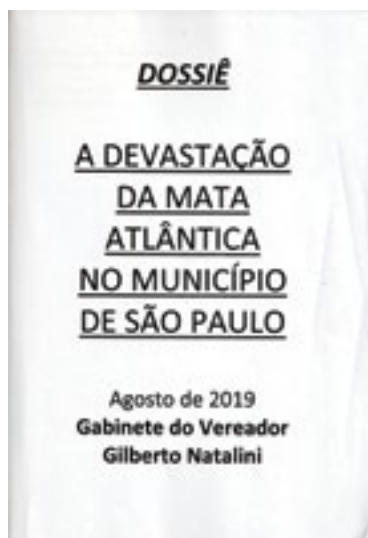 DOSSIÊ
A DEVASTAÇÃO
DA MATA
ATLÂNTICA
NO MUNICÍPIO
DE SÃO PAULO
Agosto de 2019
Gabinete do Vereador
Gilberto Natalini